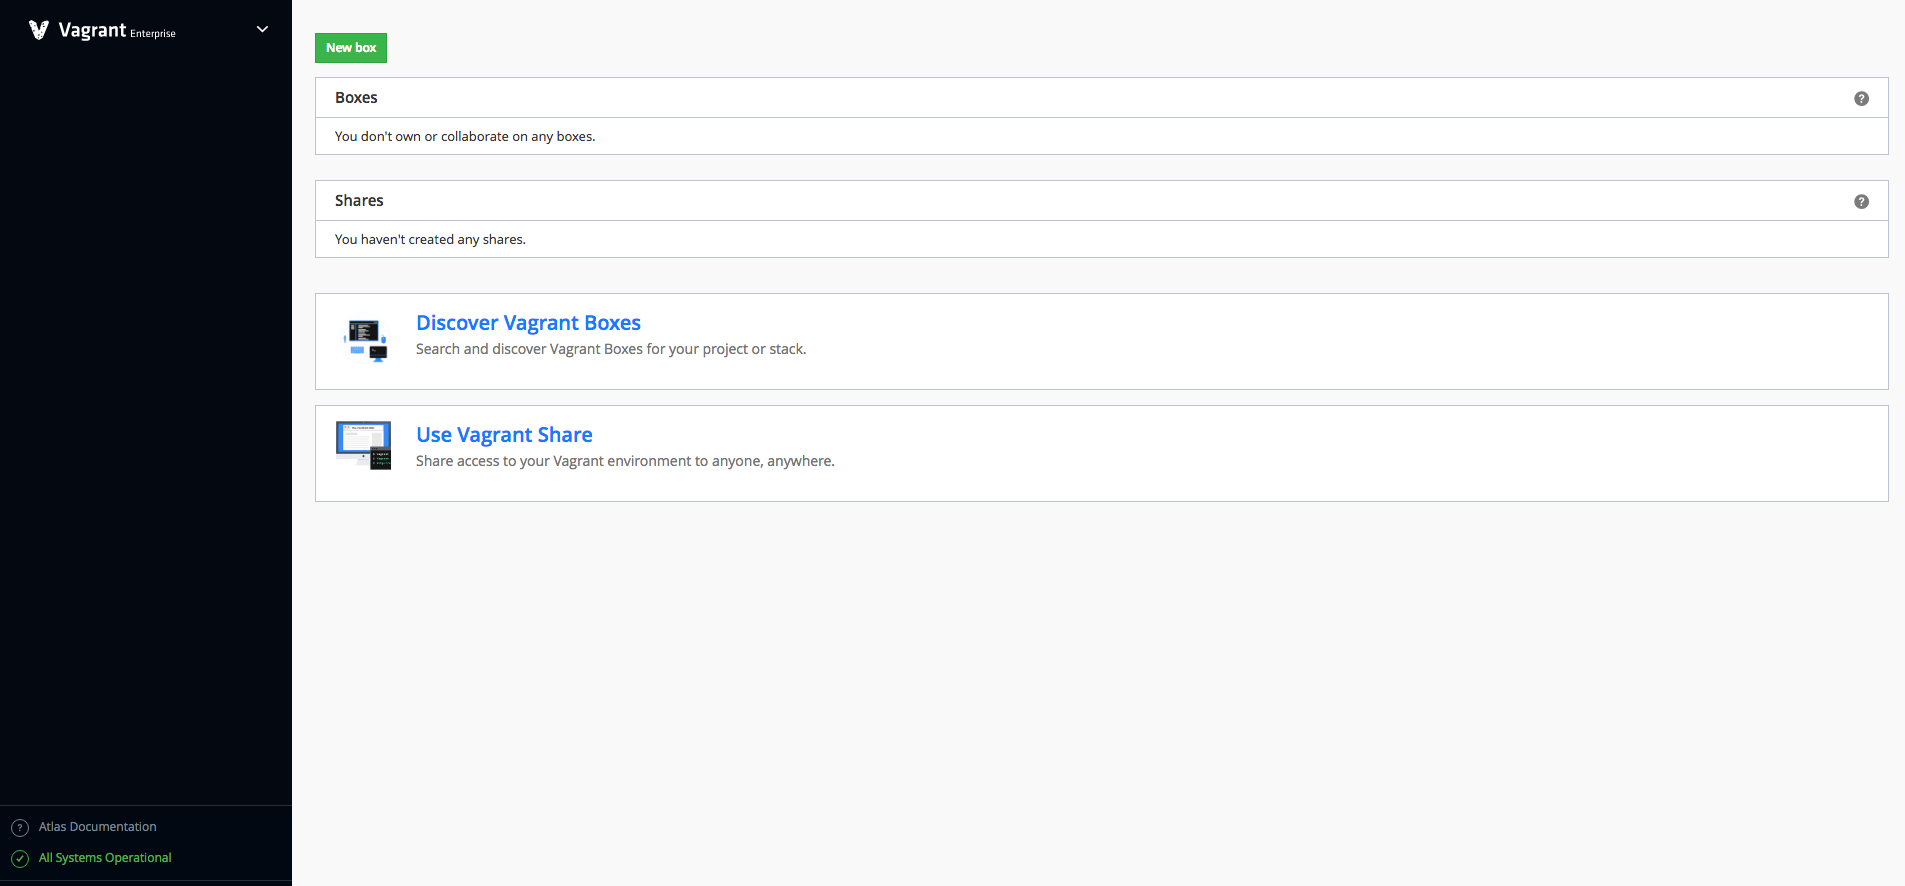 Vagrant Enterprise
New box
Boxes
You don't own or collaborate on any boxes.
Shares
You haven't created any shares.
Discover Vagrant Boxes
Search and discover Vagrant Boxes for your project or stack.
Use Vagrant Share
Share access to your Vagrant environment to anyone, anywhere.
Atlas Documentation
All Systems Operational